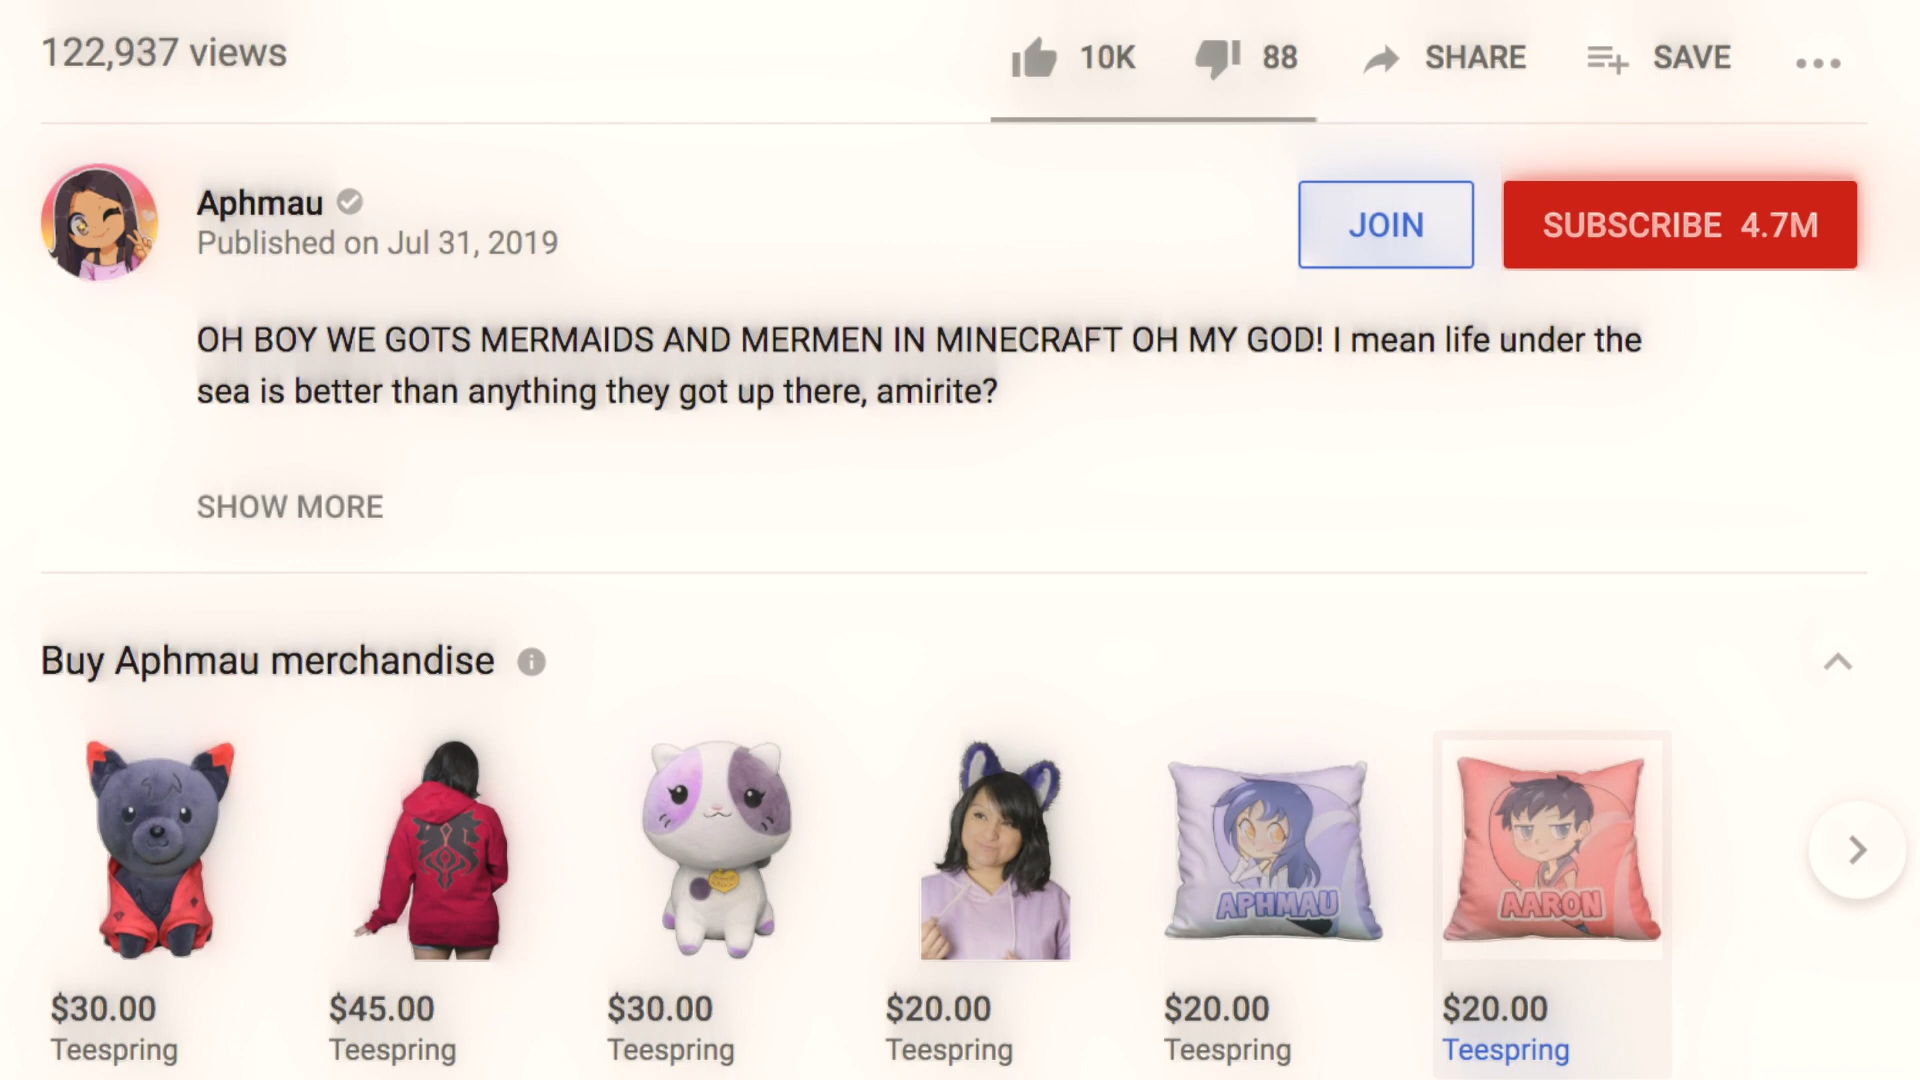 122,937 views
10K
88
SHARE
SAVE
Aphmau
Published on Jul 31, 2019
JOIN
SUBSCRIBE 4.7M
OH BOY WE GOTS MERMAIDS AND MERMEN IN MINECRAFT OH MY GOD! I mean life under the
sea is better than anything they got up there, amirite?
SHOW MORE
Buy Aphmau merchandise
APHMAU
AARON
$30.00
Teespring
$45.00
Teespring
$30.00
Teespring
$20.00
Teespring
$20.00
Teespring
$20.00
Teespring